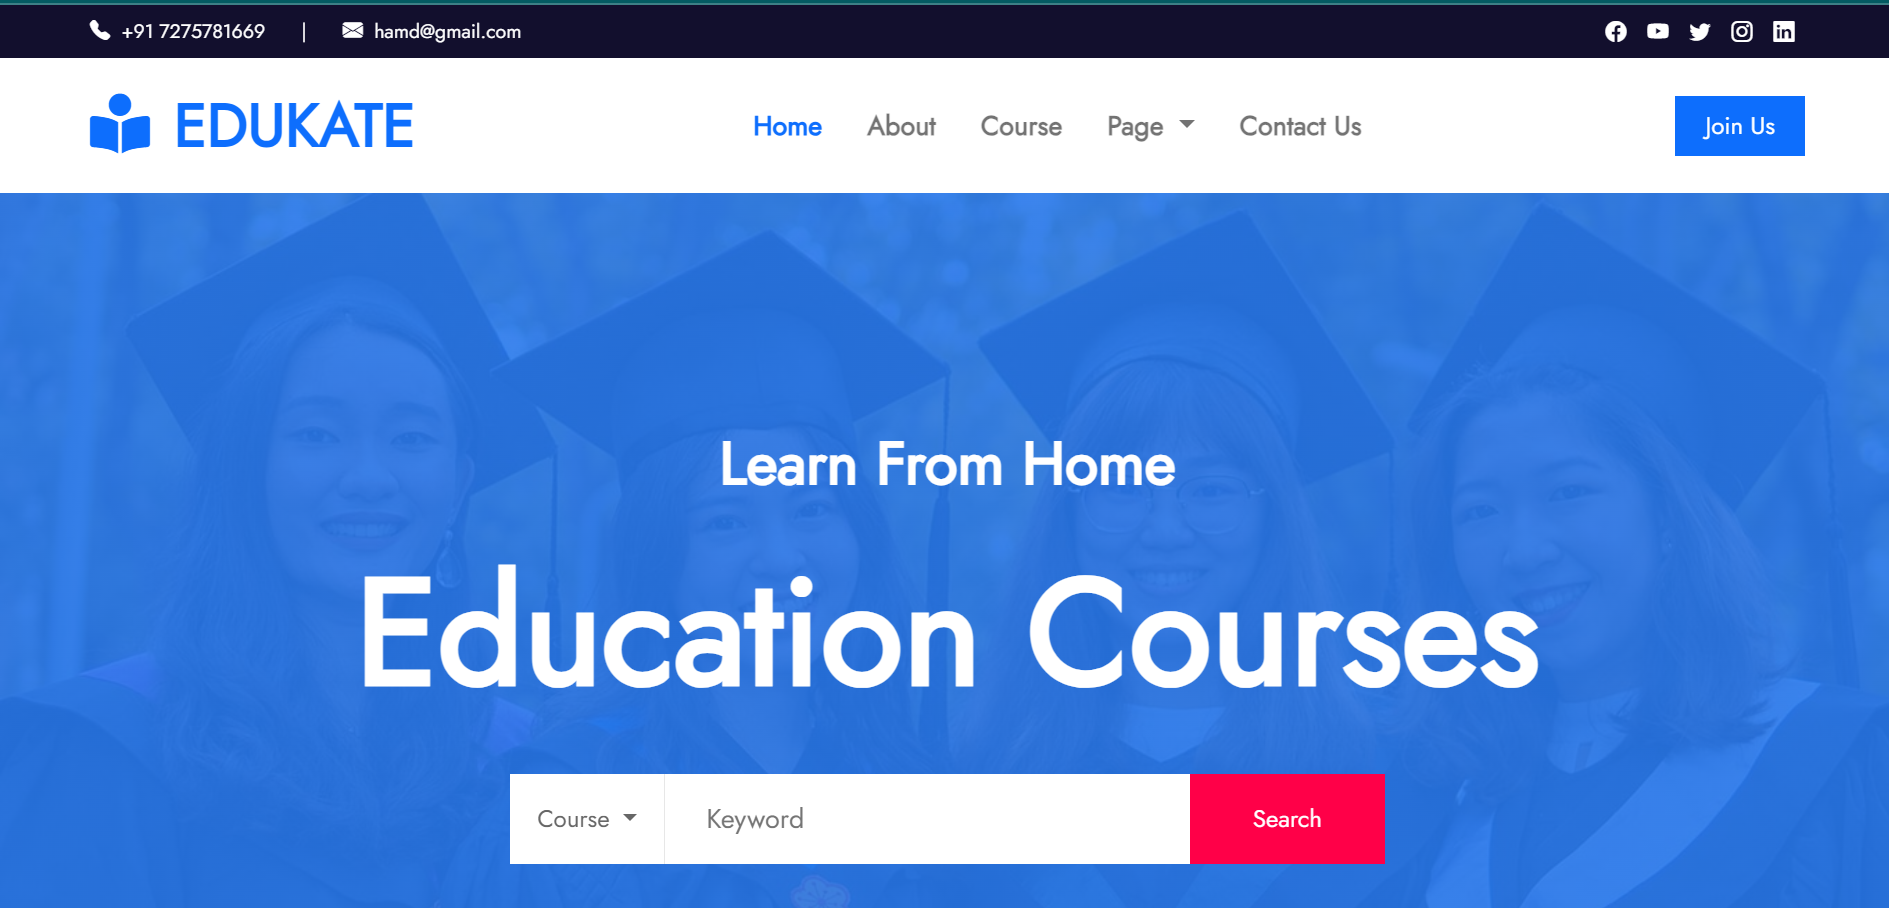 +91 7275781669 | hamd@gmail.com
EDUKATE
Home About Course Page Contact Us
Join Us
Learn From Home
Education Courses
Course Keyword Search